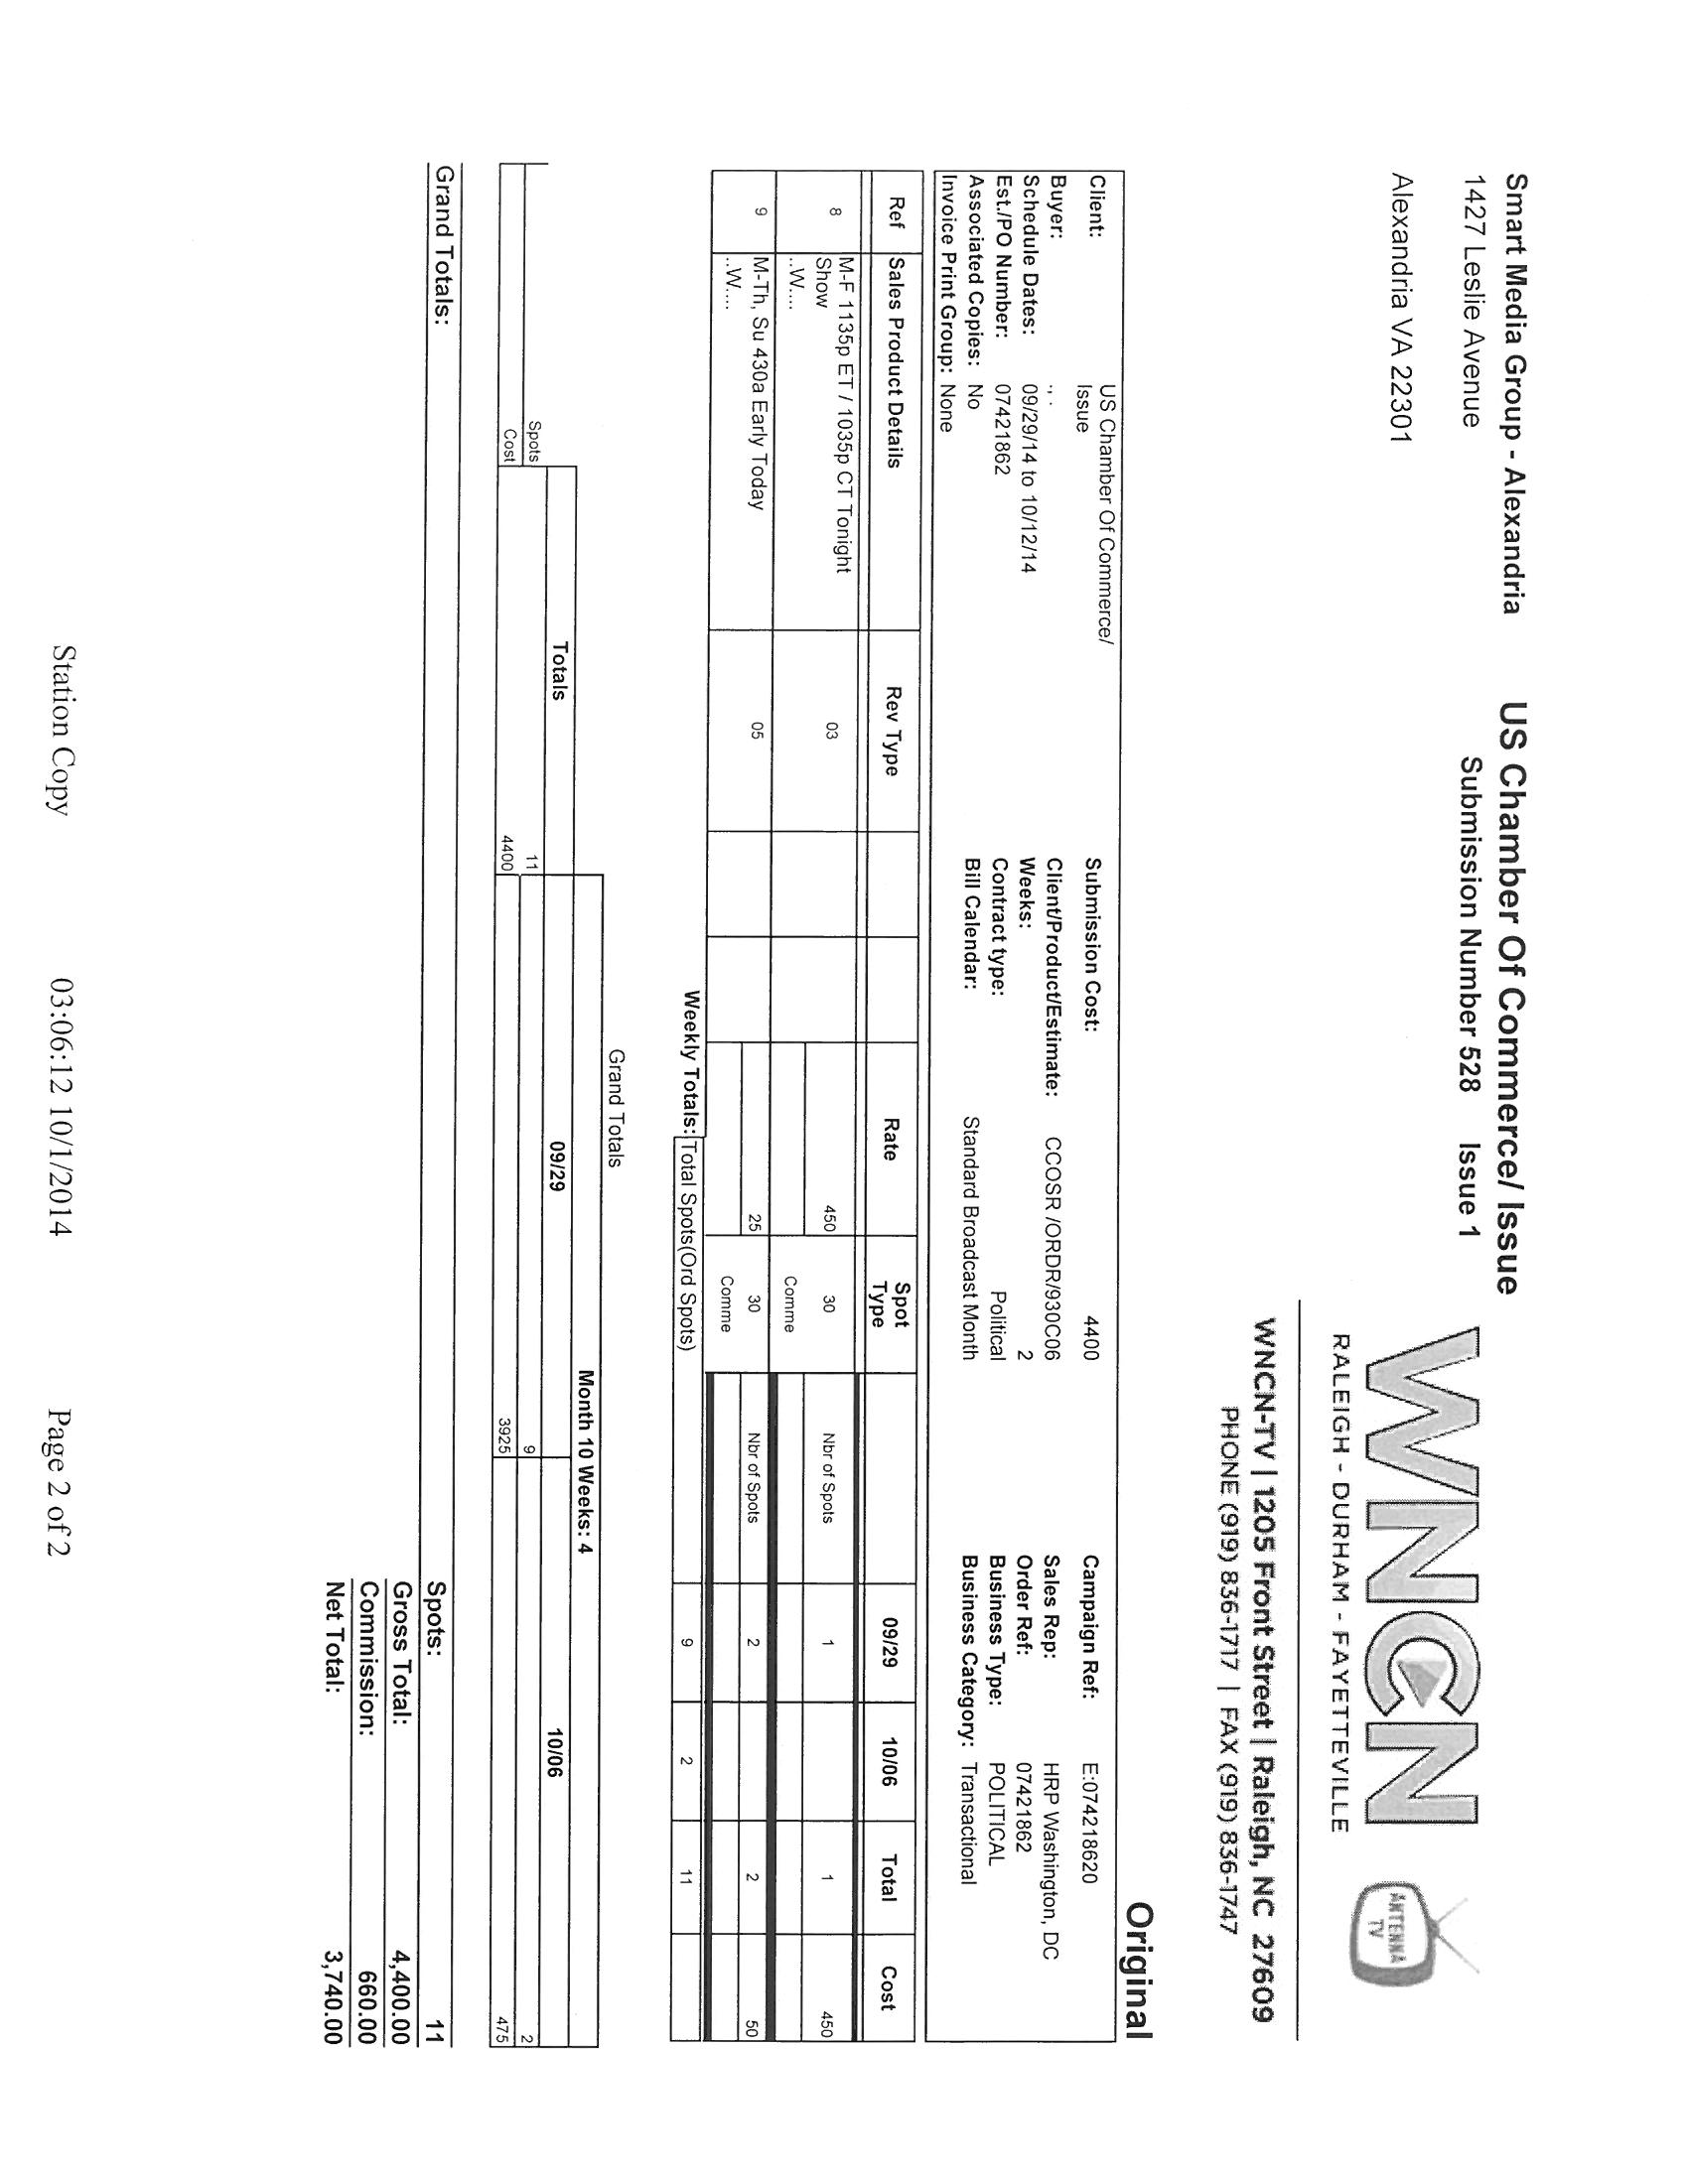 Smart Media Group - Alexandria
1427 Leslie Avenue
Alexandria VA 22301
US Chamber Of Commerce/ Issue
Submission Number 528 Issue 1
WNCN
RALEIGH - DURHAM - FAYETTEVILLE
ANTENNA
TV
WNCN-TV | 1205 Front Street | Raleigh, NC 27609
PHONE (919) 836-1717 | FAX (919) 836-1747
Original
Client: US Chamber Of Commerce/ Submission Cost: 4400 Campaign Ref: E:074218620
Issue
Buyer: ., . Client/Product/Estimate: CCOSR /ORDR/930C06 Sales Rep: HRP Washington, DC
Schedule Dates: 09/29/14 to 10/12/14 Weeks: 2 Order Ref: 07421862
Est./PO Number: 07421862 Contract type: Political Business Type: POLITICAL
Associated Copies: No Bill Calendar: Standard Broadcast Month Business Category: Transactional
Invoice Print Group: None
Ref Sales Product Details Rev Type Rate Spot Type 09/29 10/06 Total Cost
8 M-F 1135p ET / 1035p CT Tonight 03 450 30 Nbr of Spots 1 1 450
Show
..W.... Comme
9 M-Th, Su 430a Early Today 05 25 30 Nbr of Spots 2 2 50
..W.... Comme
Weekly Totals: Total Spots(Ord Spots) 9 2 11
Grand Totals
Month 10 Weeks: 4
Totals 09/29 10/06
Spots 11 9 2
Cost 4400 3925 475
Grand Totals: Spots: 11
Gross Total: 4,400.00
Commission: 660.00
Net Total: 3,740.00
Station Copy 03:06:12 10/1/2014 Page 2 of 2